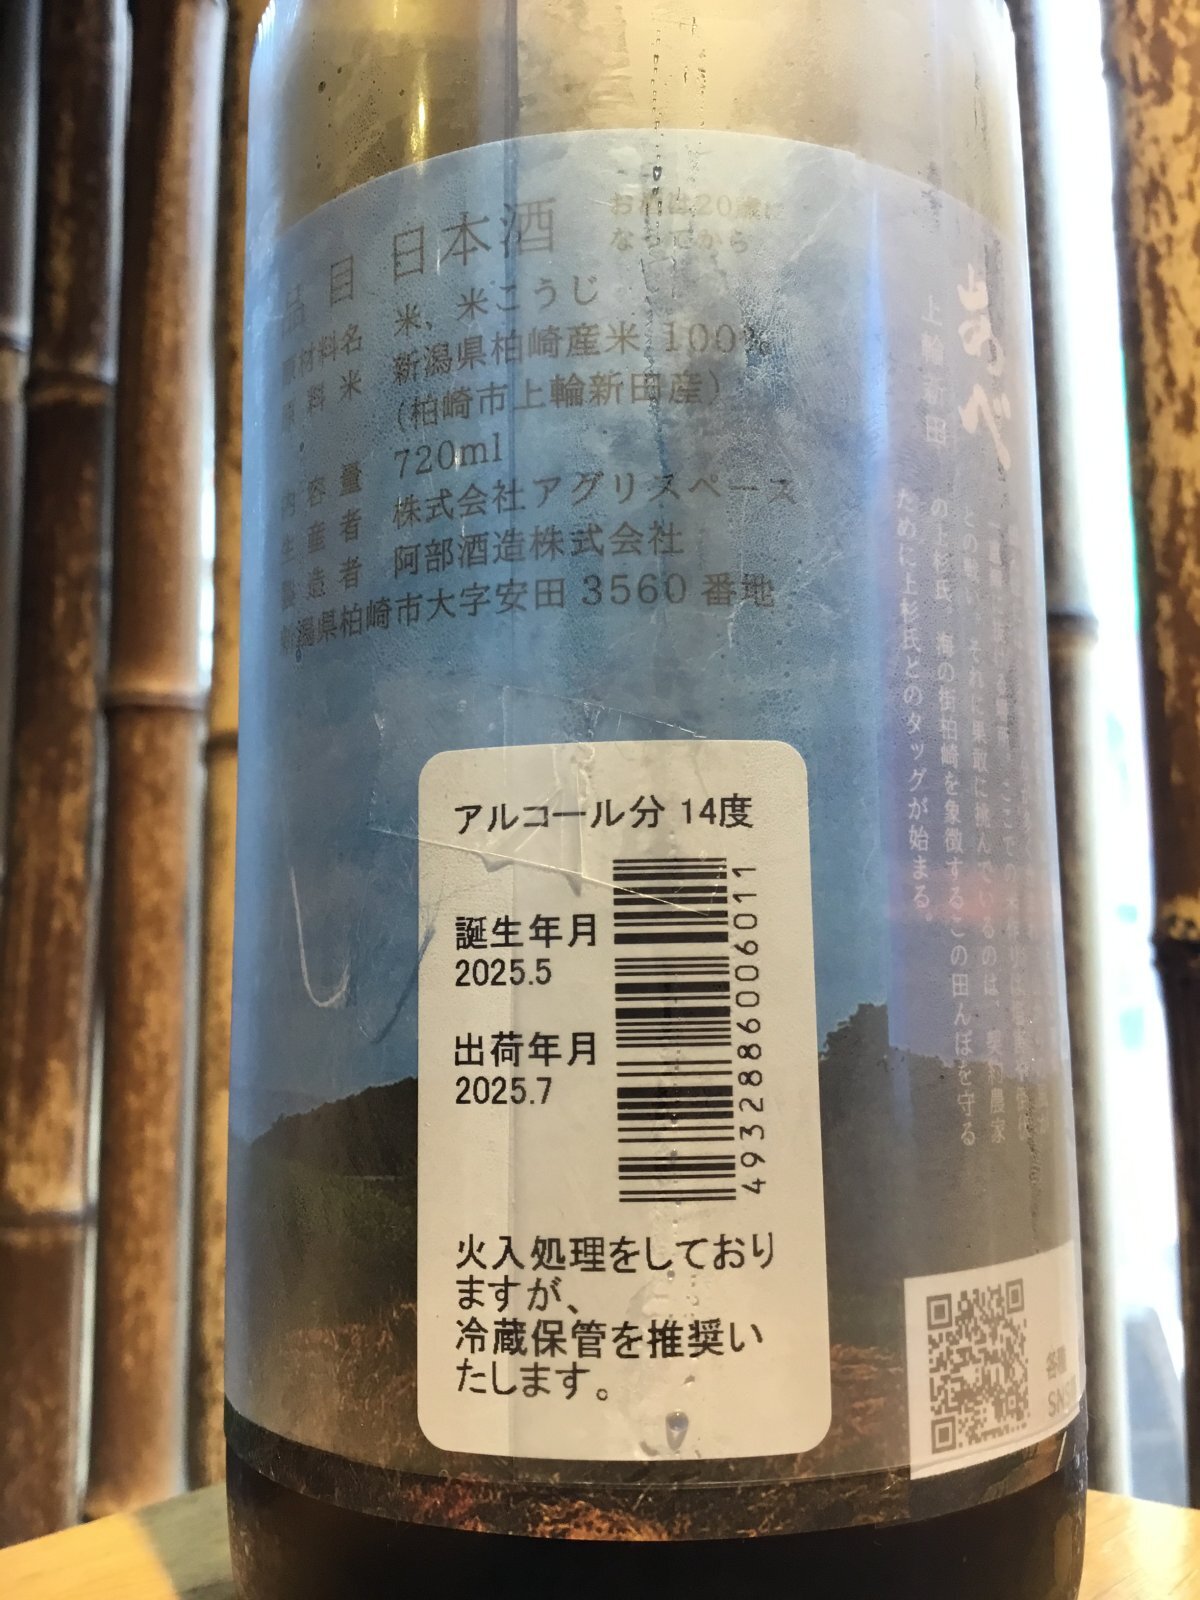 品目 日本酒
お酒は20歳に
なってから
原材料名 米、米こうじ
原料米 新潟県柏崎産米 100%
(柏崎市上輪新田産)
内容量 720ml
生産者 株式会社アグリスペース
製造者 阿部酒造株式会社
新潟県柏崎市大字安田 3560 番地
アルコール分 14度
誕生年月
2025.5
出荷年月
2025.7
4932886006011
火入処理をしており
ますが、
冷蔵保管を推奨い
たします。
あべ
上輪新田
との戦い。それに果敢に挑んでいるのは、契約農家
の上杉氏。海の街柏崎を象徴するこの田んぼを守る
ために上杉氏とのタッグが始まる。